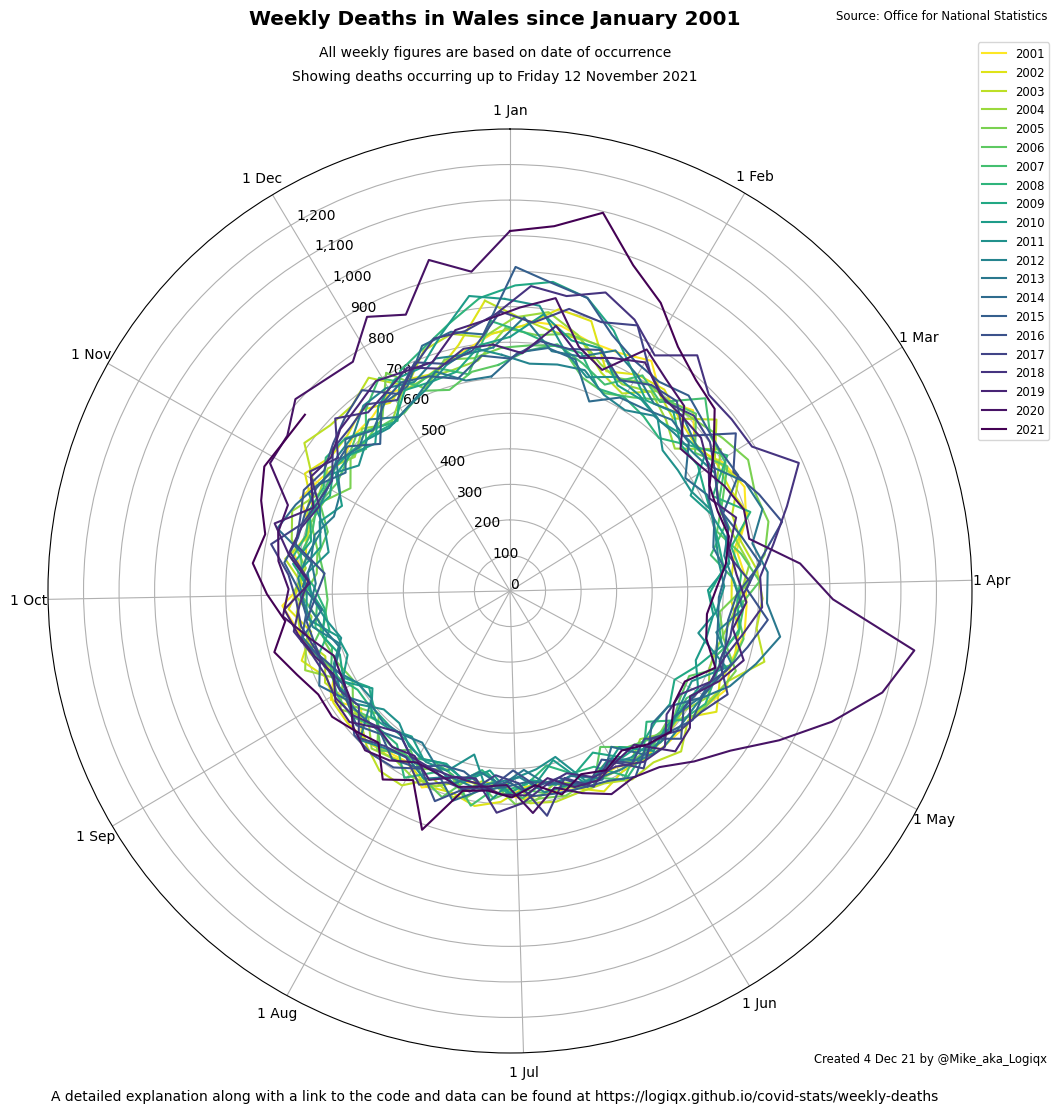 Weekly Deaths in Wales since January 2001
Source: Office for National Statistics
All weekly figures are based on date of occurrence
Showing deaths occurring up to Friday 12 November 2021
2001
2002
2003
2004
2005
2006
2007
2008
2009
2010
2011
2012
2013
2014
2015
2016
2017
2018
2019
2020
2021
1 Jan
1 Feb
1 Mar
1 Apr
1 May
1 Jun
1 Jul
1 Aug
1 Sep
1 Oct
1 Nov
1 Dec
1,200
1,100
1,000
900
800
700
600
500
400
300
200
100
0
Created 4 Dec 21 by @Mike_aka_Logiqx
A detailed explanation along with a link to the code and data can be found at https://logiqx.github.io/covid-stats/weekly-deaths